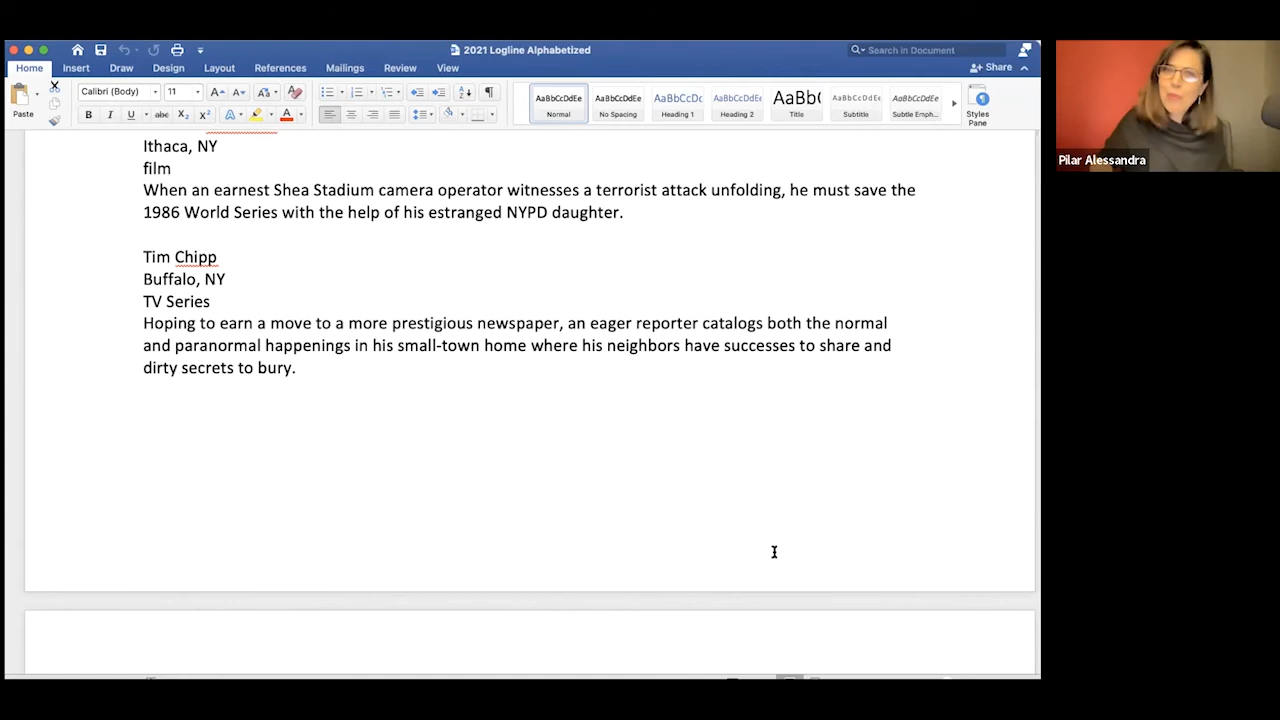 2021 Logline Alphabetized
Search in Document
Home Insert Draw Design Layout References Mailings Review View
Share
Paste
Calibri (Body) 11
AaBbCcDdEe AaBbCcDdEe AaBbCcDc AaBbCcDdEe AaBb( AaBbCcDdEe AaBbCcDdEe
Normal No Spacing Heading 1 Heading 2 Title Subtitle Subtle Emph...
Styles
Pane
Pilar Alessandra
Ithaca, NY
film
When an earnest Shea Stadium camera operator witnesses a terrorist attack unfolding, he must save the
1986 World Series with the help of his estranged NYPD daughter.
Tim Chipp
Buffalo, NY
TV Series
Hoping to earn a move to a more prestigious newspaper, an eager reporter catalogs both the normal
and paranormal happenings in his small-town home where his neighbors have successes to share and
dirty secrets to bury.